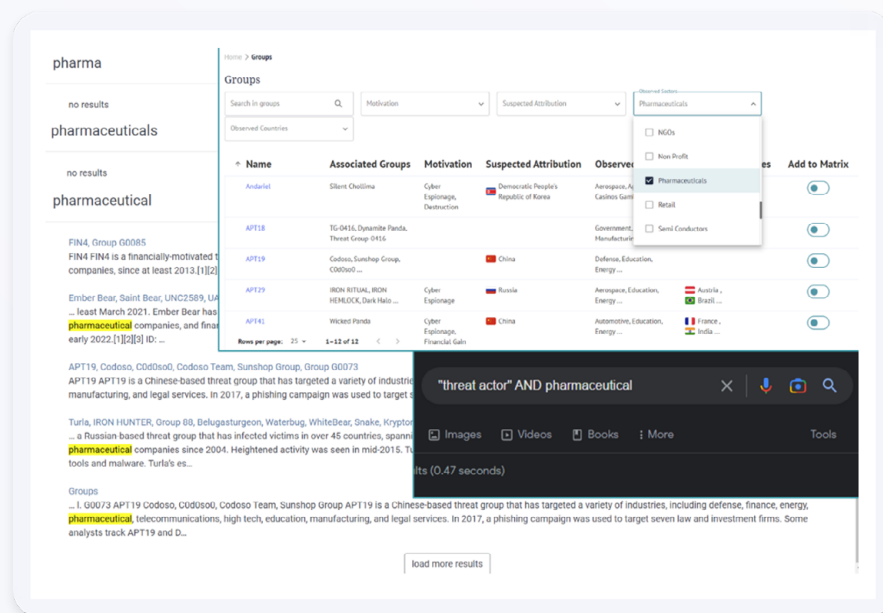 pharma
no results
pharmaceuticals
no results
pharmaceutical
FIN4, Group G0085
FIN4 FIN4 is a financially-motivated t
companies, since at least 2013.[1][2]
Ember Bear, Saint Bear, UNC2589, UA
... least March 2021. Ember Bear has
pharmaceutical companies, and finan
early 2022.[1][2][3] ID: ...
APT19, Codoso, C0d0so0, Codoso Team, Sunshop Group, Group G0073
APT19 APT19 is a Chinese-based threat group that has targeted a variety of industrie
manufacturing, and legal services. In 2017, a phishing campaign was used to target s
Turla, IRON HUNTER, Group 88, Belugasturgeon, Waterbug, WhiteBear, Snake, Krypto
... a Russian-based threat group that has infected victims in over 45 countries, spanni
pharmaceutical companies since 2004. Heightened activity was seen in mid-2015. Tu
tools and malware. Turla's es...
Groups
... l. G0073 APT19 Codoso, C0d0so0, Codoso Team, Sunshop Group APT19 is a Chinese-based threat group that has targeted a variety of industries, including defense, finance, energy,
pharmaceutical, telecommunications, high tech, education, manufacturing, and legal services. In 2017, a phishing campaign was used to target seven law and investment firms. Some
analysts track APT19 and D...
load more results
Home > Groups
Groups
Search in groups
Motivation
Suspected Attribution
Observed Sectors
Pharmaceuticals
Observed Countries
NGOs
Non Profit
Pharmaceuticals
Retail
Semi Conductors
Name Associated Groups Motivation Suspected Attribution Observe es Add to Matrix
Andariel Silent Chollima Cyber Espionage, Destruction Democratic People's Republic of Korea Aerospace, A Casinos Gami
APT18 TG-0416, Dynamite Panda, Threat Group-0416 Government, Manufacturin
APT19 Codoso, Sunshop Group, C0d0so0 ... China Defense, Education, Energy ...
APT29 IRON RITUAL, IRON HEMLOCK, Dark Halo ... Cyber Espionage Russia Aerospace, Education, Energy ... Austria , Brazil ...
APT41 Wicked Panda Cyber Espionage, Financial Gain China Automotive, Education, Energy ... France , India ...
Rows per page: 25 1–12 of 12
"threat actor" AND pharmaceutical
Images Videos Books More Tools
lts (0.47 seconds)